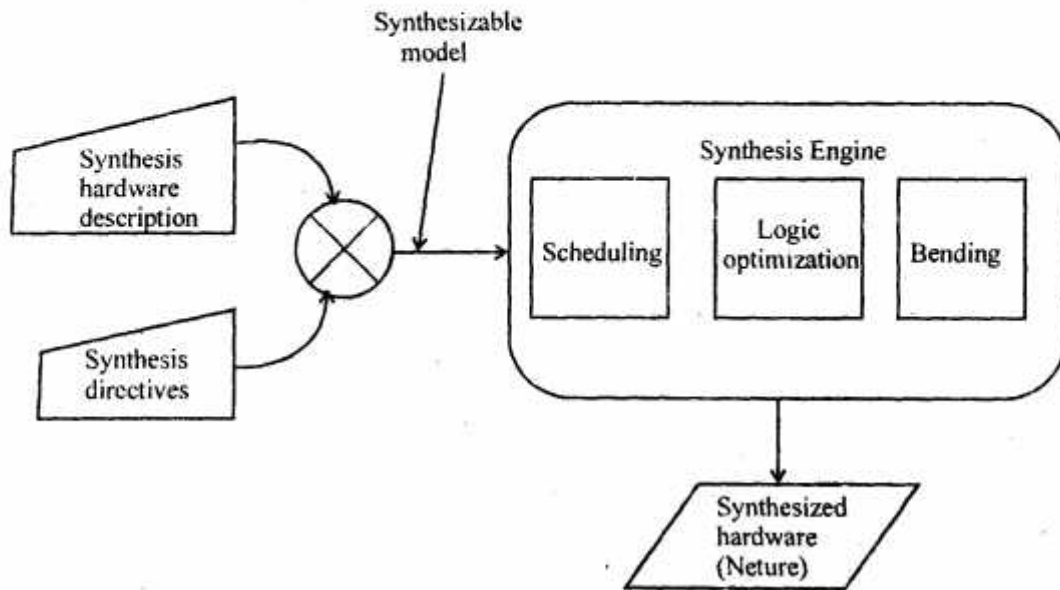 Synthesizable
model
Synthesis
hardware
description
Synthesis
directives
Synthesis Engine
Scheduling
Logic
optimization
Bending
Synthesized
hardware
(Neture)